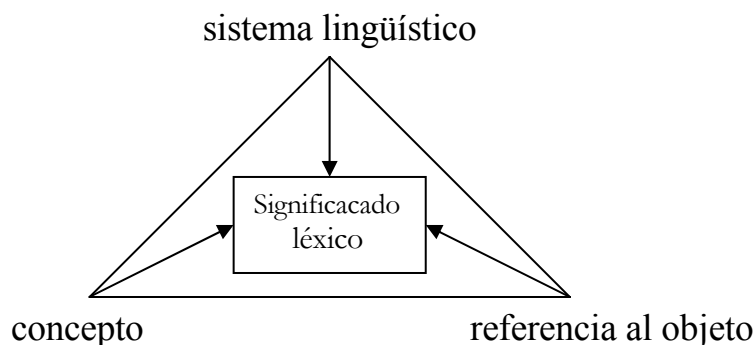 sistema lingüístico
Significacado
léxico
concepto
referencia al objeto